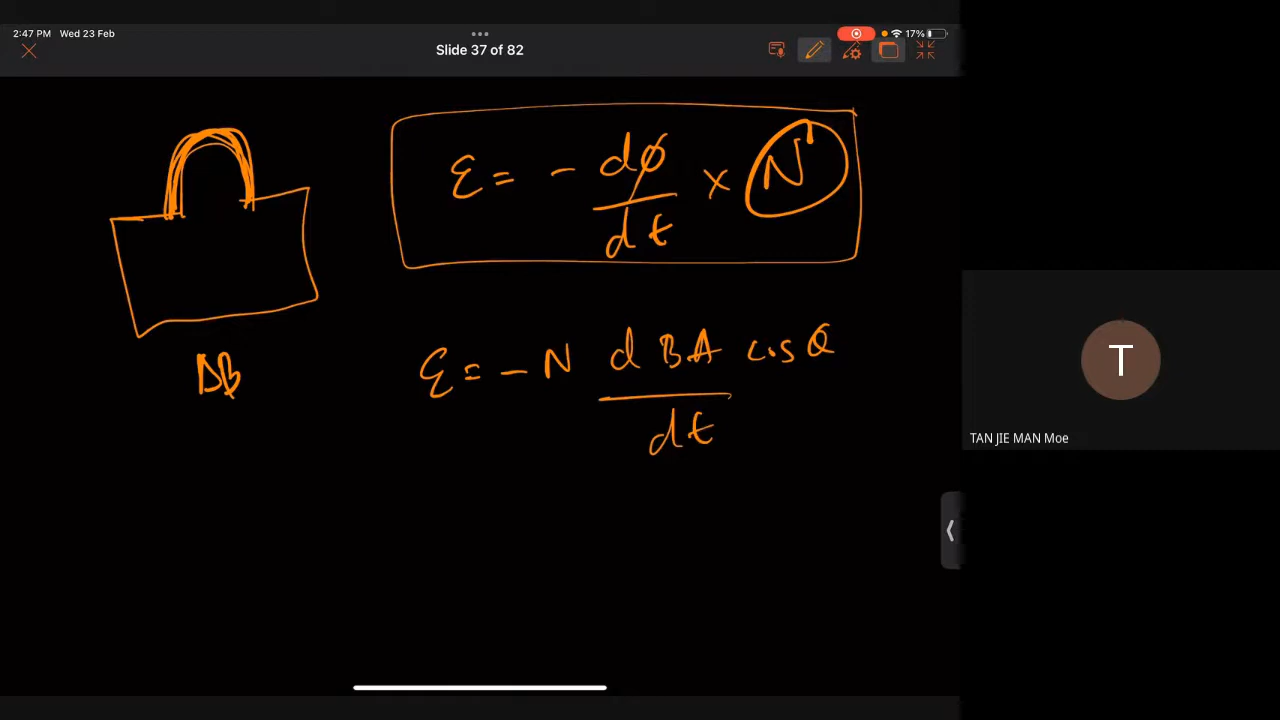 2:47 PM Wed 23 Feb
17%
Slide 37 of 82
ε = - dφ/dt × N
ε = - N d BA cos θ
dt
ΔB
T
TAN JIE MAN Moe